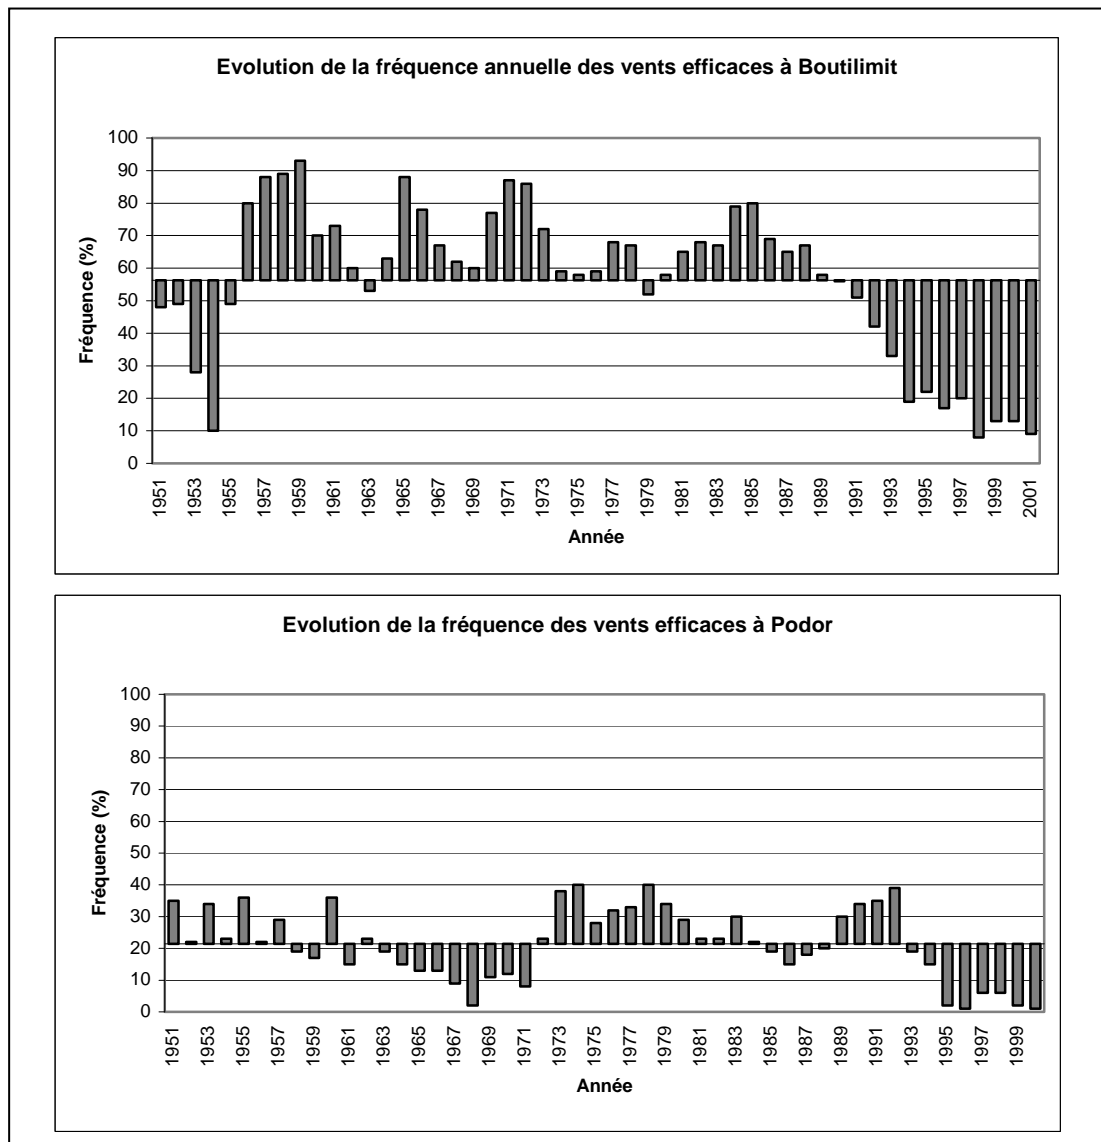 Evolution de la fréquence annuelle des vents efficaces à Boutilimit
Fréquence (%)
100
90
80
70
60
50
40
30
20
10
0
1951 1953 1955 1957 1959 1961 1963 1965 1967 1969 1971 1973 1975 1977 1979 1981 1983 1985 1987 1989 1991 1993 1995 1997 1999 2001
Année
Evolution de la fréquence des vents efficaces à Podor
Fréquence (%)
100
90
80
70
60
50
40
30
20
10
0
1951 1953 1955 1957 1959 1961 1963 1965 1967 1969 1971 1973 1975 1977 1979 1981 1983 1985 1987 1989 1991 1993 1995 1997 1999
Année